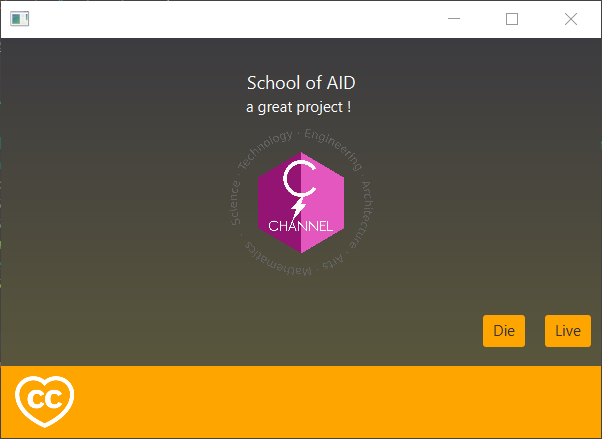 School of AID
a great project !
Science · Technology · Engineering · Architecture · Arts · Mathematics ·
C
CHANNEL
Die
Live
cc